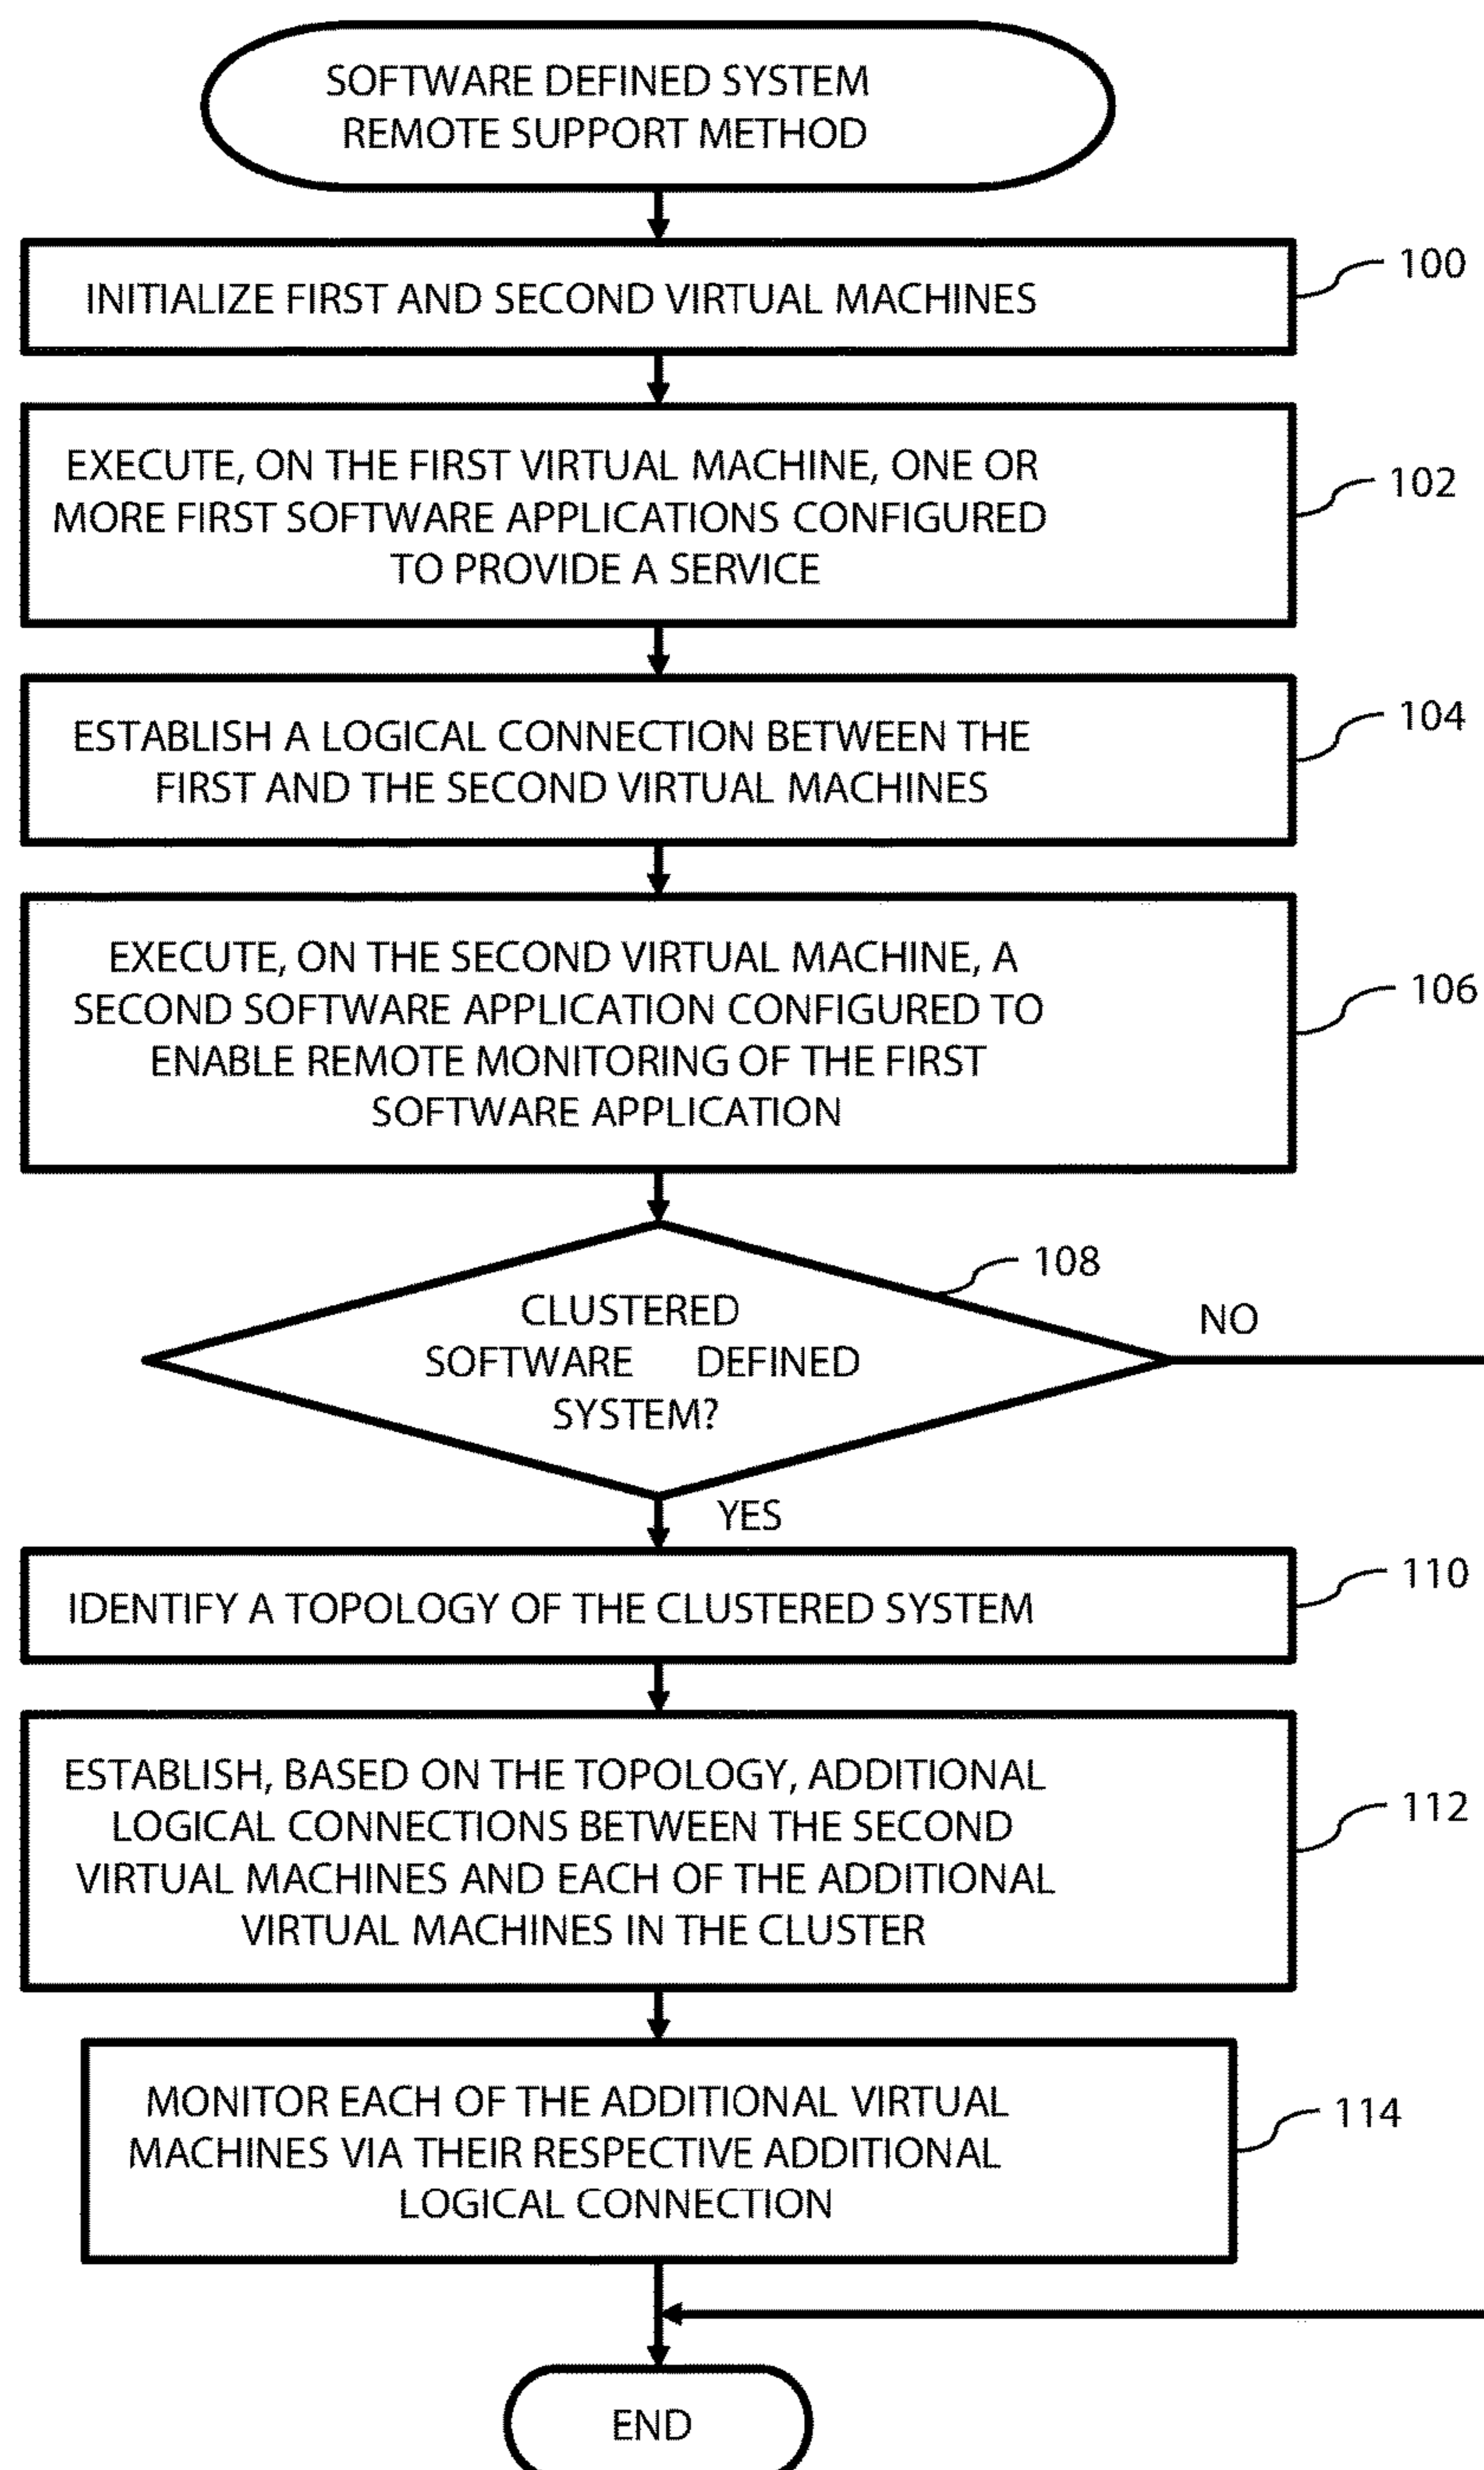 SOFTWARE DEFINED SYSTEM
REMOTE SUPPORT METHOD
100
INITIALIZE FIRST AND SECOND VIRTUAL MACHINES
EXECUTE, ON THE FIRST VIRTUAL MACHINE, ONE OR
MORE FIRST SOFTWARE APPLICATIONS CONFIGURED
TO PROVIDE A SERVICE
102
ESTABLISH A LOGICAL CONNECTION BETWEEN THE
FIRST AND THE SECOND VIRTUAL MACHINES
104
EXECUTE, ON THE SECOND VIRTUAL MACHINE, A
SECOND SOFTWARE APPLICATION CONFIGURED TO
ENABLE REMOTE MONITORING OF THE FIRST
SOFTWARE APPLICATION
106
108
CLUSTERED
SOFTWARE DEFINED
SYSTEM?
NO
YES
110
IDENTIFY A TOPOLOGY OF THE CLUSTERED SYSTEM
ESTABLISH, BASED ON THE TOPOLOGY, ADDITIONAL
LOGICAL CONNECTIONS BETWEEN THE SECOND
VIRTUAL MACHINES AND EACH OF THE ADDITIONAL
VIRTUAL MACHINES IN THE CLUSTER
112
MONITOR EACH OF THE ADDITIONAL VIRTUAL
MACHINES VIA THEIR RESPECTIVE ADDITIONAL
LOGICAL CONNECTION
114
END